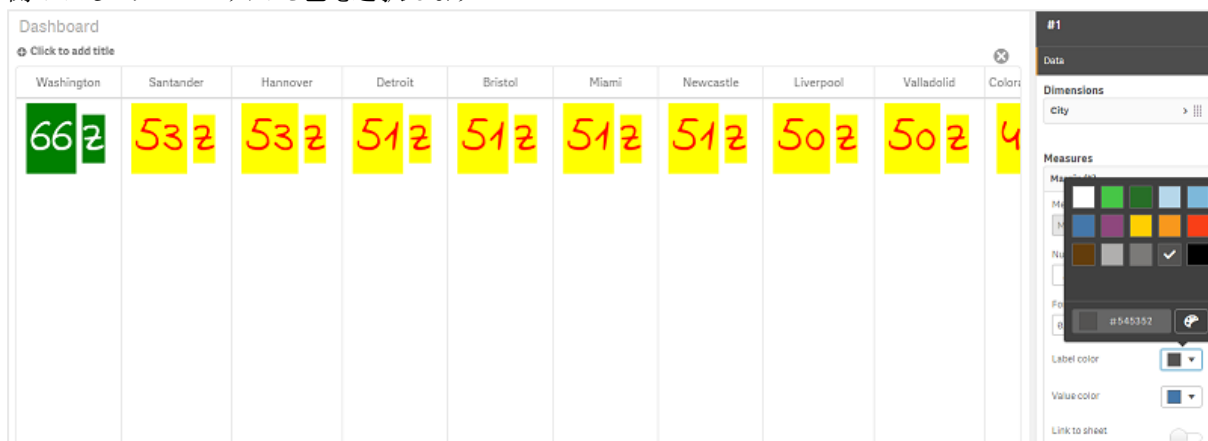 Dashboard
Click to add title
Washington Santander Hannover Detroit Bristol Miami Newcastle Liverpool Valladolid
66 z 53 z 53 z 51 z 51 z 51 z 51 z 50 z 50 z
#1
Data
Dimensions
City
Measures
#545352
Label color
Value color
Link to sheet